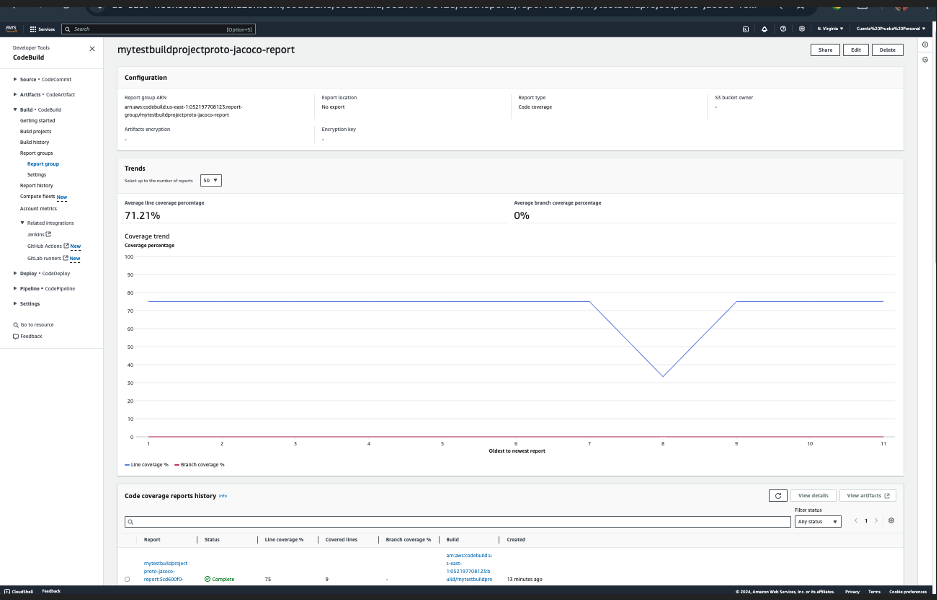 aws
Services
Search
[Option+S]
N. Virginia
Developer Tools
CodeBuild
Source • CodeCommit
Artifacts • CodeArtifact
Build • CodeBuild
Getting started
Build projects
Build history
Report groups
Report group
Settings
Report history
Compute fleets New
Account metrics
Related integrations
Jenkins
GitHub Actions New
GitLab runners New
Deploy • CodeDeploy
Pipeline • CodePipeline
Settings
Go to resource
Feedback
mytestbuildprojectproto-jacoco-report
Share
Edit
Delete
Configuration
Report group ARN
arn:aws:codebuild:us-east-1:052197708123:report-
group/mytestbuildprojectproto-jacoco-report
Export location
No export
Report type
Code coverage
S3 bucket owner
-
Artifacts encryption
-
Encryption key
-
Trends
Select up to the number of reports
50
Average line coverage percentage
71.21%
Average branch coverage percentage
0%
Coverage trend
Coverage percentage
100
90
80
70
60
50
40
30
20
10
0
1 2 3 4 5 6 7 8 9 10 11
Oldest to newest report
Line coverage %
Branch coverage %
Code coverage reports history Info
View details
View artifacts
Filter status
Any status
1
Report
Status
Line coverage %
Covered lines
Branch coverage %
Build
Created
mytestbuildproject
proto-jacoco-
Complete
75
9
-
arn:aws:codebuild:u
s-east-
1:052197708123:b
uild/mytestbuildpro
13 minutes ago
CloudShell
Feedback
© 2024, Amazon Web Services, Inc. or its affiliates.
Privacy
Terms
Cookie preferences